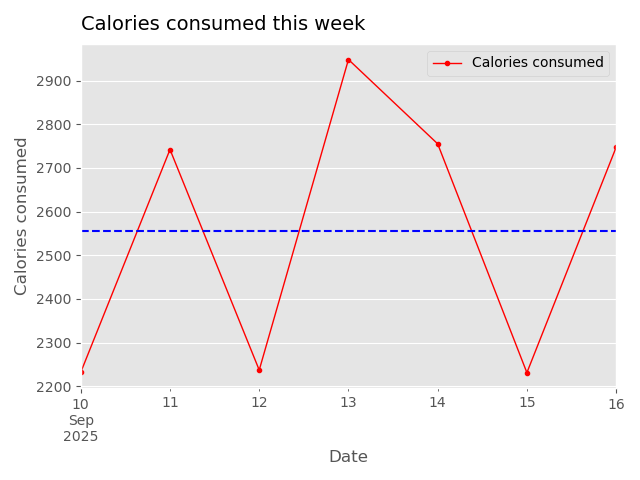 Calories consumed this week
Calories consumed
2900
2800
2700
2600
2500
2400
2300
2200
Calories consumed
10 11 12 13 14 15 16
Sep
2025
Date